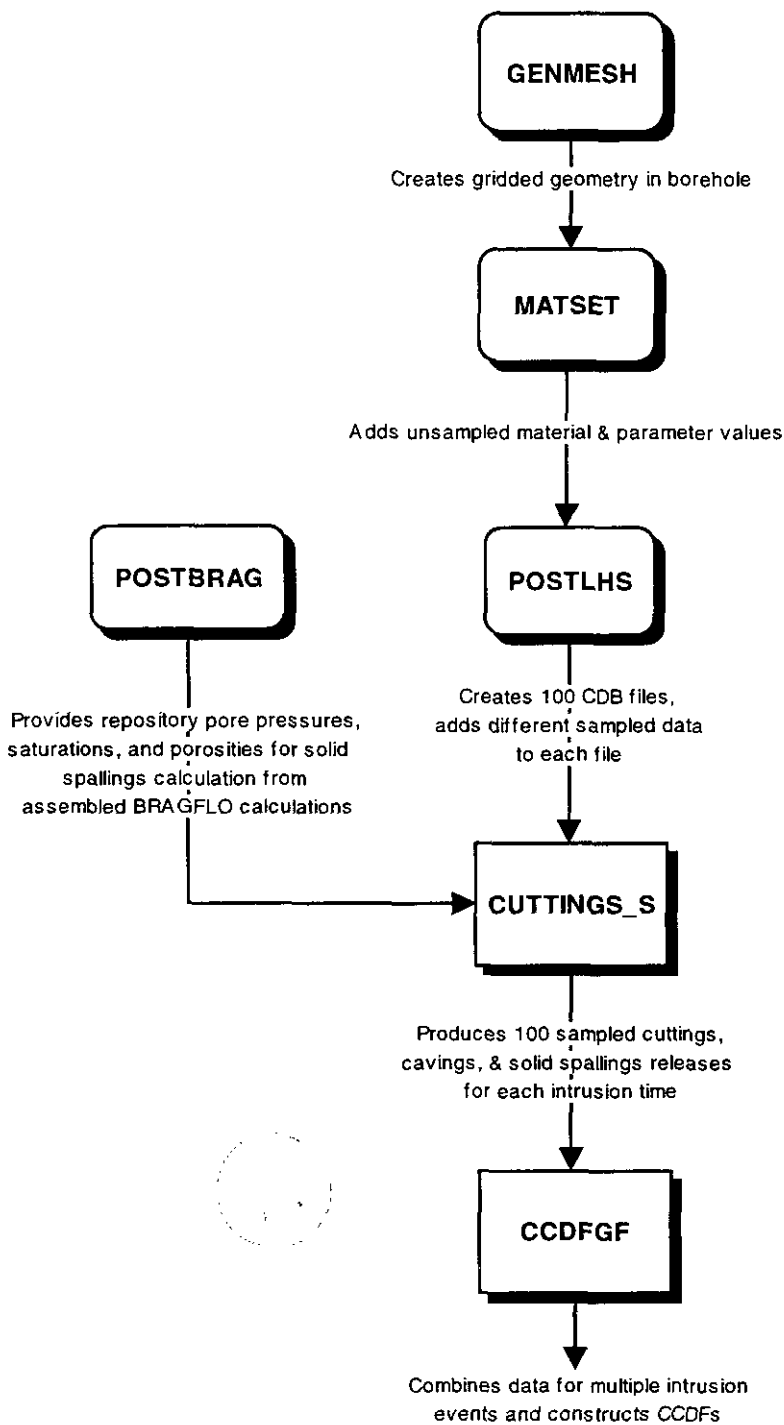 GENMESH
Creates gridded geometry in borehole
MATSET
Adds unsampled material & parameter values
POSTBRAG
POSTLHS
Provides repository pore pressures,
saturations, and porosities for solid
spallings calculation from
assembled BRAGFLO calculations
Creates 100 CDB files,
adds different sampled data
to each file
CUTTINGS_S
Produces 100 sampled cuttings,
cavings, & solid spallings releases
for each intrusion time
CCDFGF
Combines data for multiple intrusion
events and constructs CCDFs